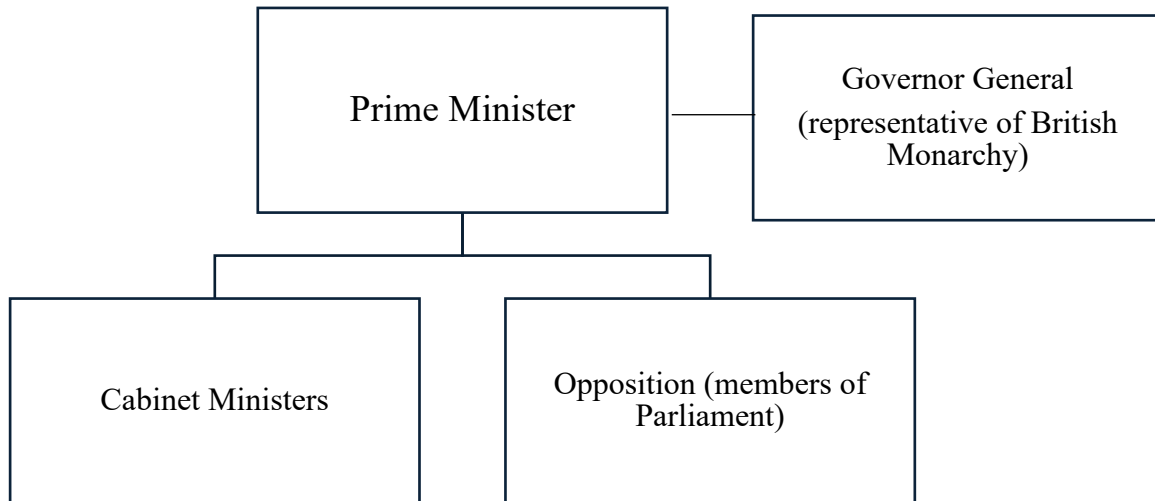 Prime Minister
Governor General
(representative of British
Monarchy)
Cabinet Ministers
Opposition (members of
Parliament)